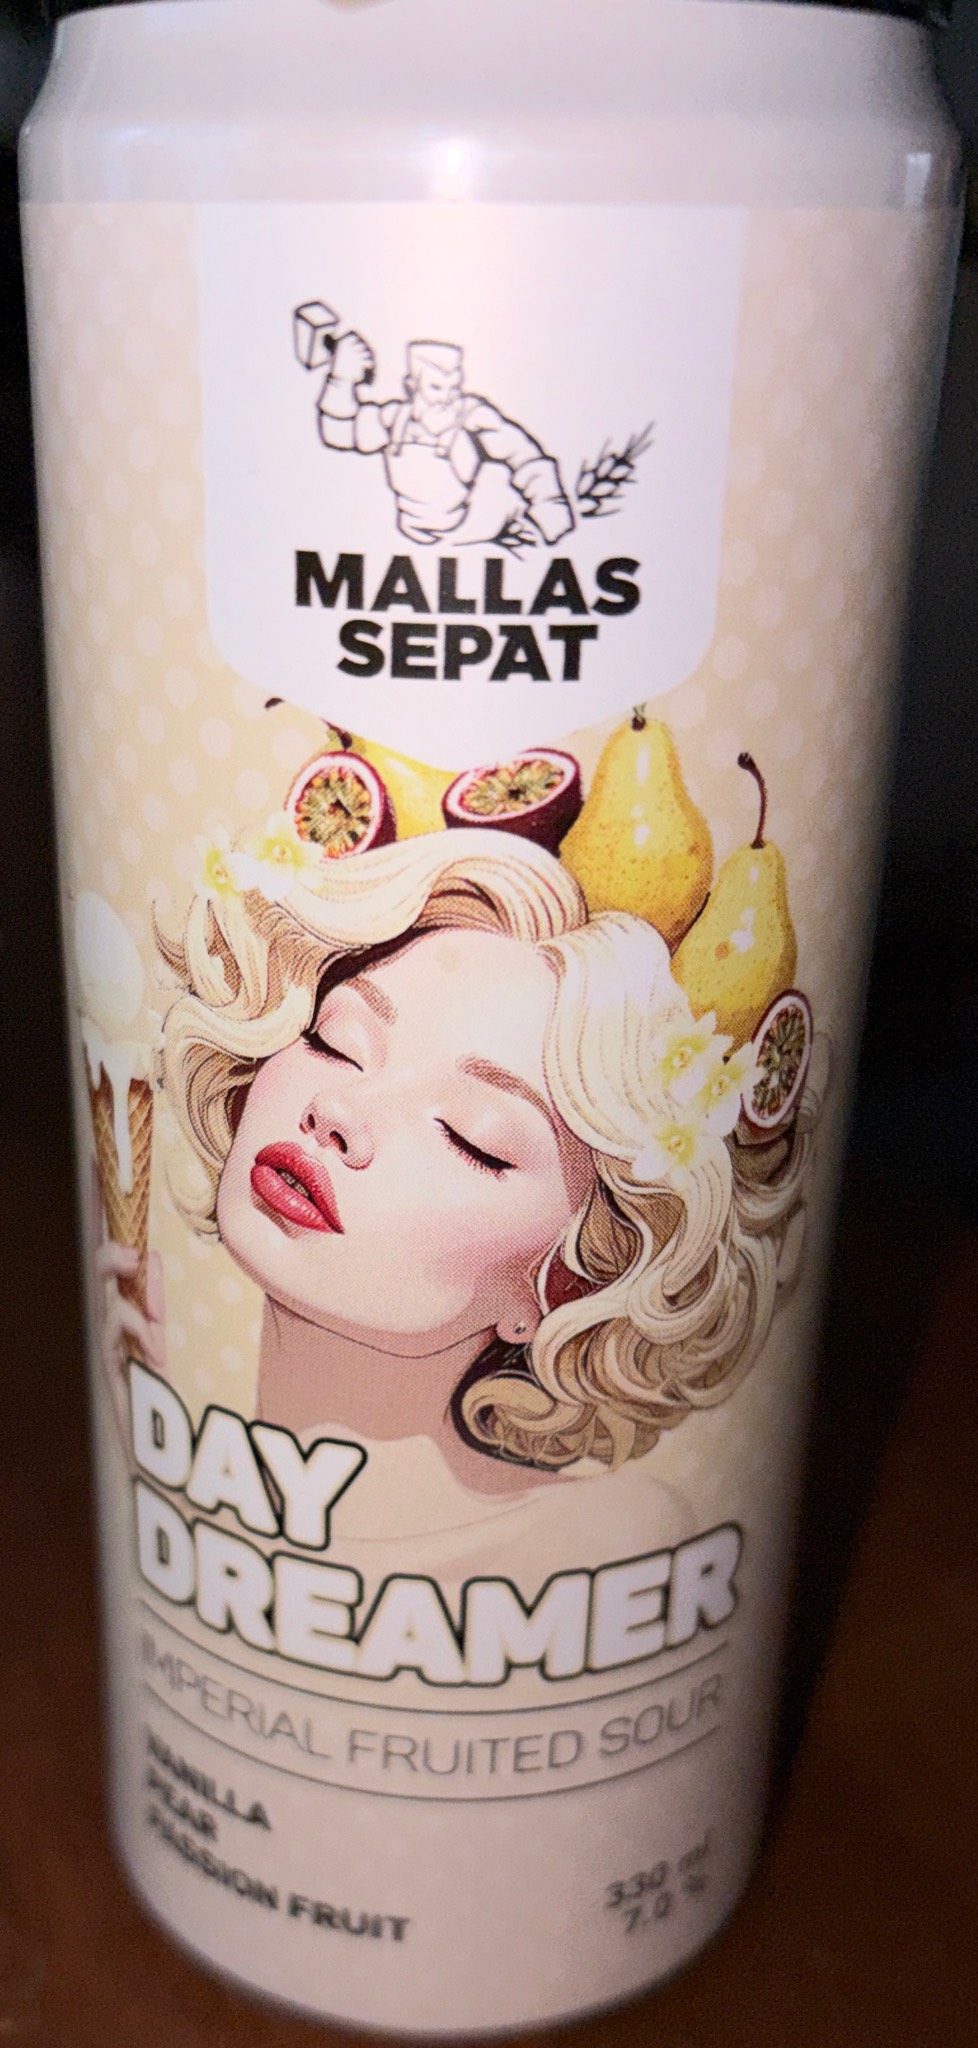 MALLAS
SEPAT
DAY
DREAMER
IMPERIAL FRUITED SOUR
VANILLA
PEAR
PASSION FRUIT
330 ml
7.0 %